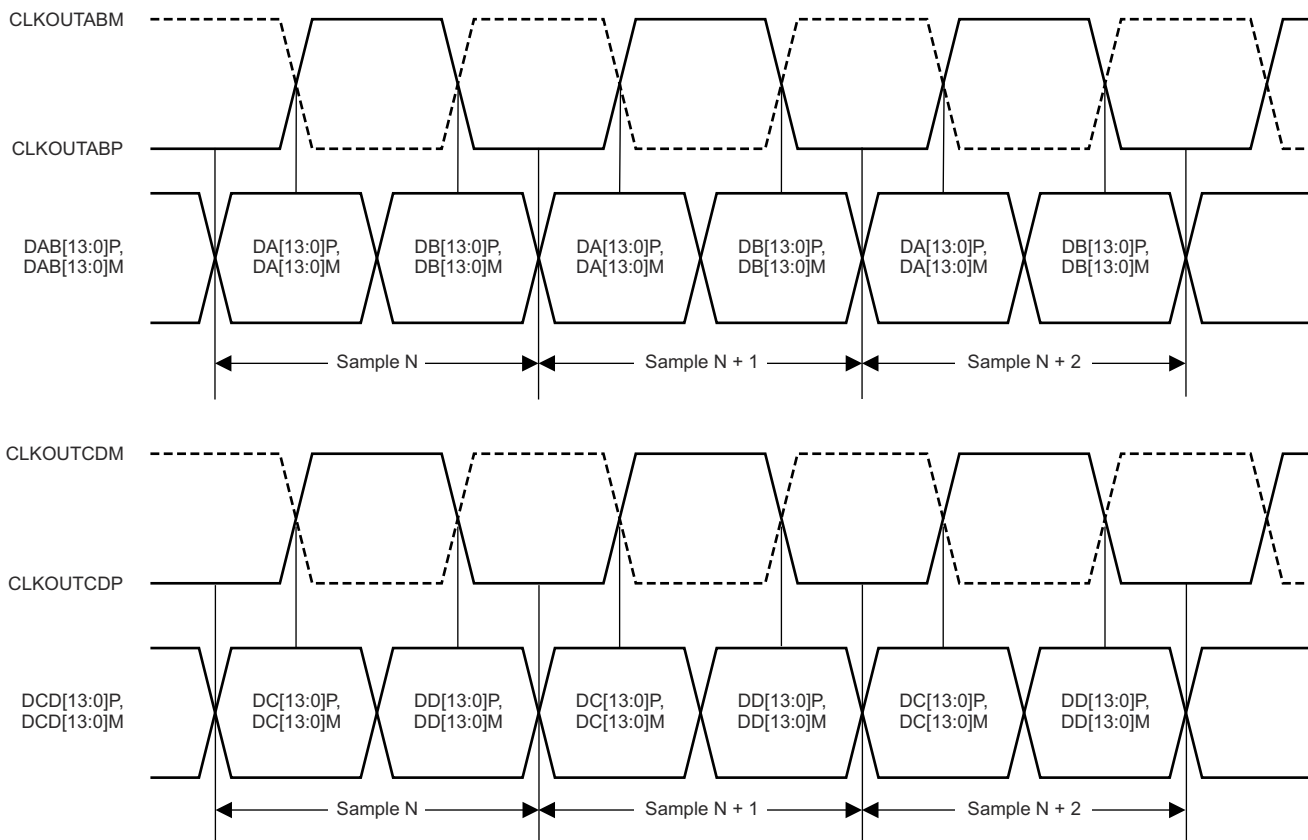 CLKOUTABM
CLKOUTABP
DAB[13:0]P,
DAB[13:0]M
DA[13:0]P,
DA[13:0]M
DB[13:0]P,
DB[13:0]M
DA[13:0]P,
DA[13:0]M
DB[13:0]P,
DB[13:0]M
DA[13:0]P,
DA[13:0]M
DB[13:0]P,
DB[13:0]M
Sample N
Sample N + 1
Sample N + 2
CLKOUTCDM
CLKOUTCDP
DCD[13:0]P,
DCD[13:0]M
DC[13:0]P,
DC[13:0]M
DD[13:0]P,
DD[13:0]M
DC[13:0]P,
DC[13:0]M
DD[13:0]P,
DD[13:0]M
DC[13:0]P,
DC[13:0]M
DD[13:0]P,
DD[13:0]M
Sample N
Sample N + 1
Sample N + 2